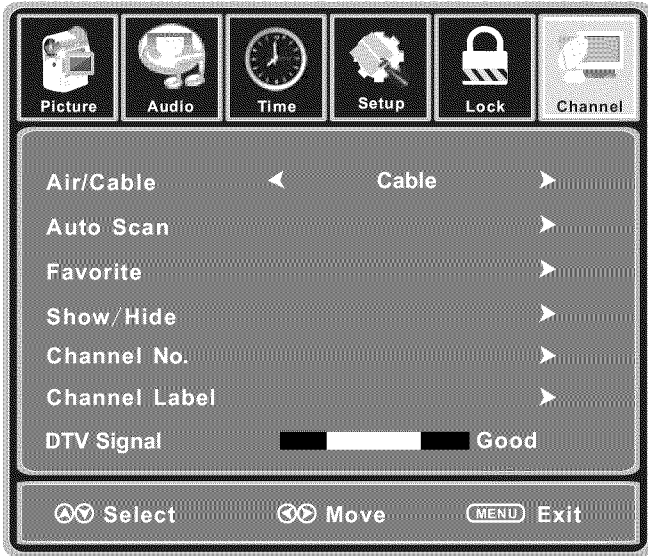 Picture Audio Time Setup Lock Channel
Air/Cable Cable
Auto Scan
Favorite
Show/Hide
Channel No.
Channel Label
DTV Signal Good
Select Move MENU Exit